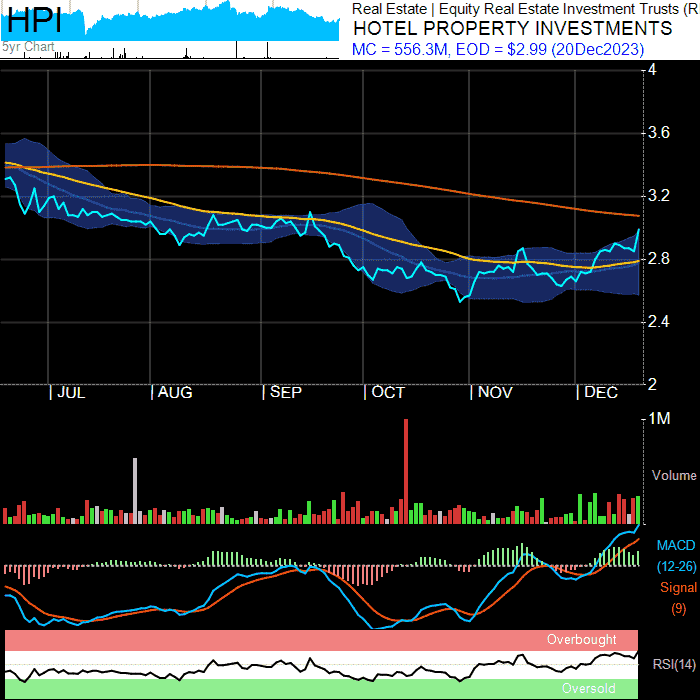 HPI
5yr Chart
Real Estate | Equity Real Estate Investment Trusts (R
HOTEL PROPERTY INVESTMENTS
MC = 556.3M, EOD = $2.99 (20Dec2023)
4
3.6
3.2
2.8
2.4
2
| JUL | AUG | SEP | OCT | NOV | DEC
1M
Volume
MACD
(12-26)
Signal
(9)
Overbought
RSI(14)
Oversold